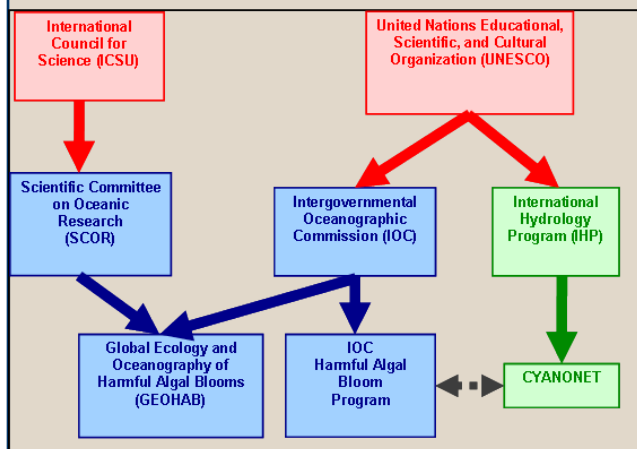 International
Council for
Science (ICSU)
United Nations Educational,
Scientific, and Cultural
Organization (UNESCO)
Scientific Committee
on Oceanic
Research
(SCOR)
Intergovernmental
Oceanographic
Commission (IOC)
International
Hydrology
Program (IHP)
Global Ecology and
Oceanography of
Harmful Algal Blooms
(GEOHAB)
IOC
Harmful Algal
Bloom
Program
CYANONET